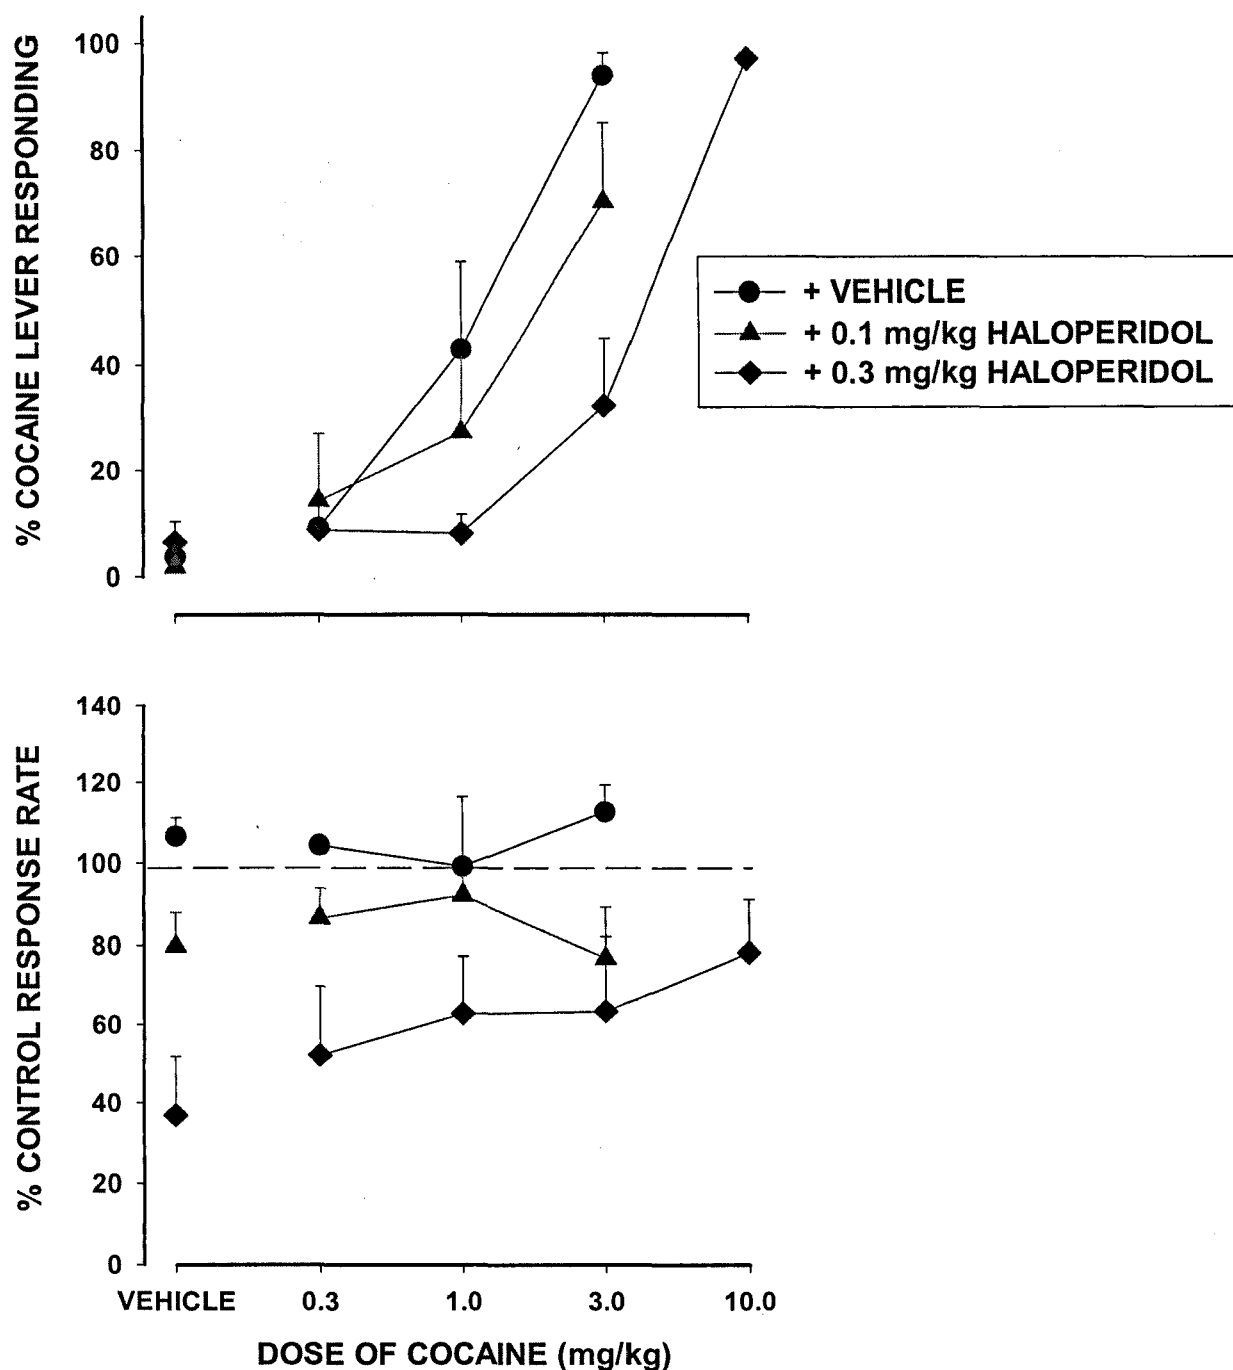 % COCAINE LEVER RESPONDING
100
80
60
40
20
0
+ VEHICLE
+ 0.1 mg/kg HALOPERIDOL
+ 0.3 mg/kg HALOPERIDOL
% CONTROL RESPONSE RATE
140
120
100
80
60
40
20
0
VEHICLE 0.3 1.0 3.0 10.0
DOSE OF COCAINE (mg/kg)